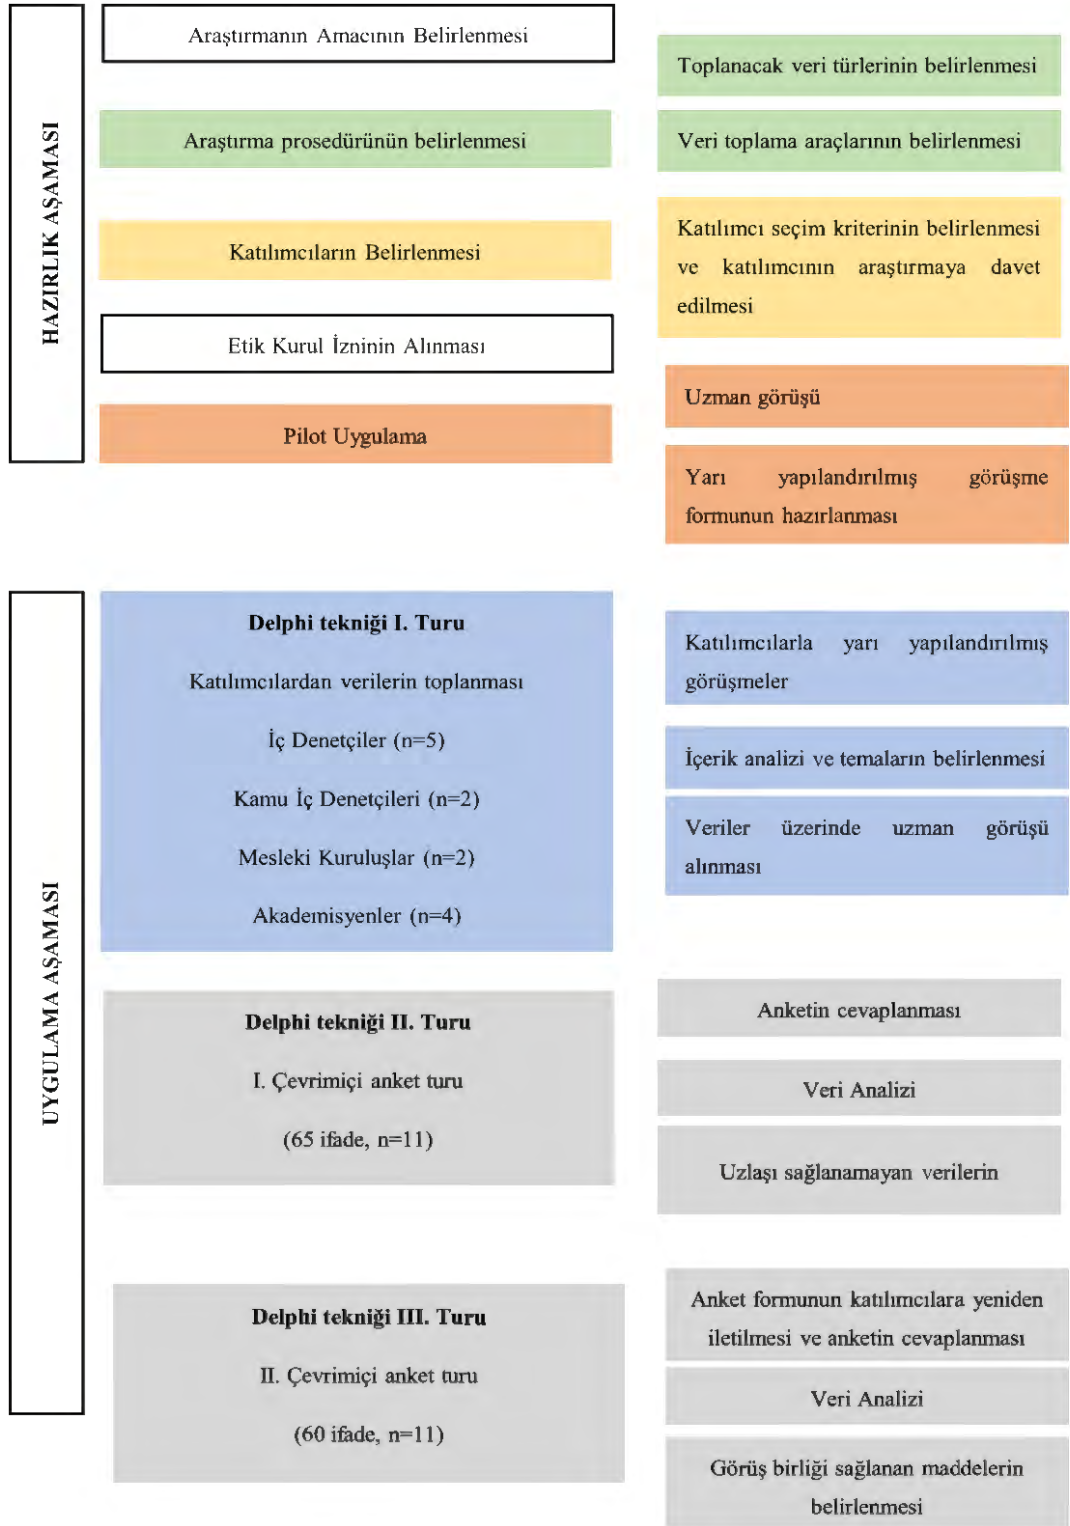 HAZIRLIK AŞAMASI
Araştırmanın Amacının Belirlenmesi
Araştırma prosedürünün belirlenmesi
Toplanacak veri türlerinin belirlenmesi
Veri toplama araçlarının belirlenmesi
Katılımcıların Belirlenmesi
Katılımcı seçim kriterinin belirlenmesi
ve katılımcının araştırmaya davet
edilmesi
Etik Kurul İzninin Alınması
Pilot Uygulama
Uzman görüşü
Yarı yapılandırılmış görüşme
formunun hazırlanması
UYGULAMA AŞAMASI
Delphi tekniği I. Turu
Katılımcılardan verilerin toplanması
İç Denetçiler (n=5)
Kamu İç Denetçileri (n=2)
Mesleki Kuruluşlar (n=2)
Akademisyenler (n=4)
Katılımcılarla yarı yapılandırılmış
görüşmeler
İçerik analizi ve temaların belirlenmesi
Veriler üzerinde uzman görüşü
alınması
Delphi tekniği II. Turu
I. Çevrimiçi anket turu
(65 ifade, n=11)
Anketin cevaplanması
Veri Analizi
Uzlaşı sağlanamayan verilerin
Delphi tekniği III. Turu
II. Çevrimiçi anket turu
(60 ifade, n=11)
Anket formunun katılımcılara yeniden
iletilmesi ve anketin cevaplanması
Veri Analizi
Görüş birliği sağlanan maddelerin
belirlenmesi